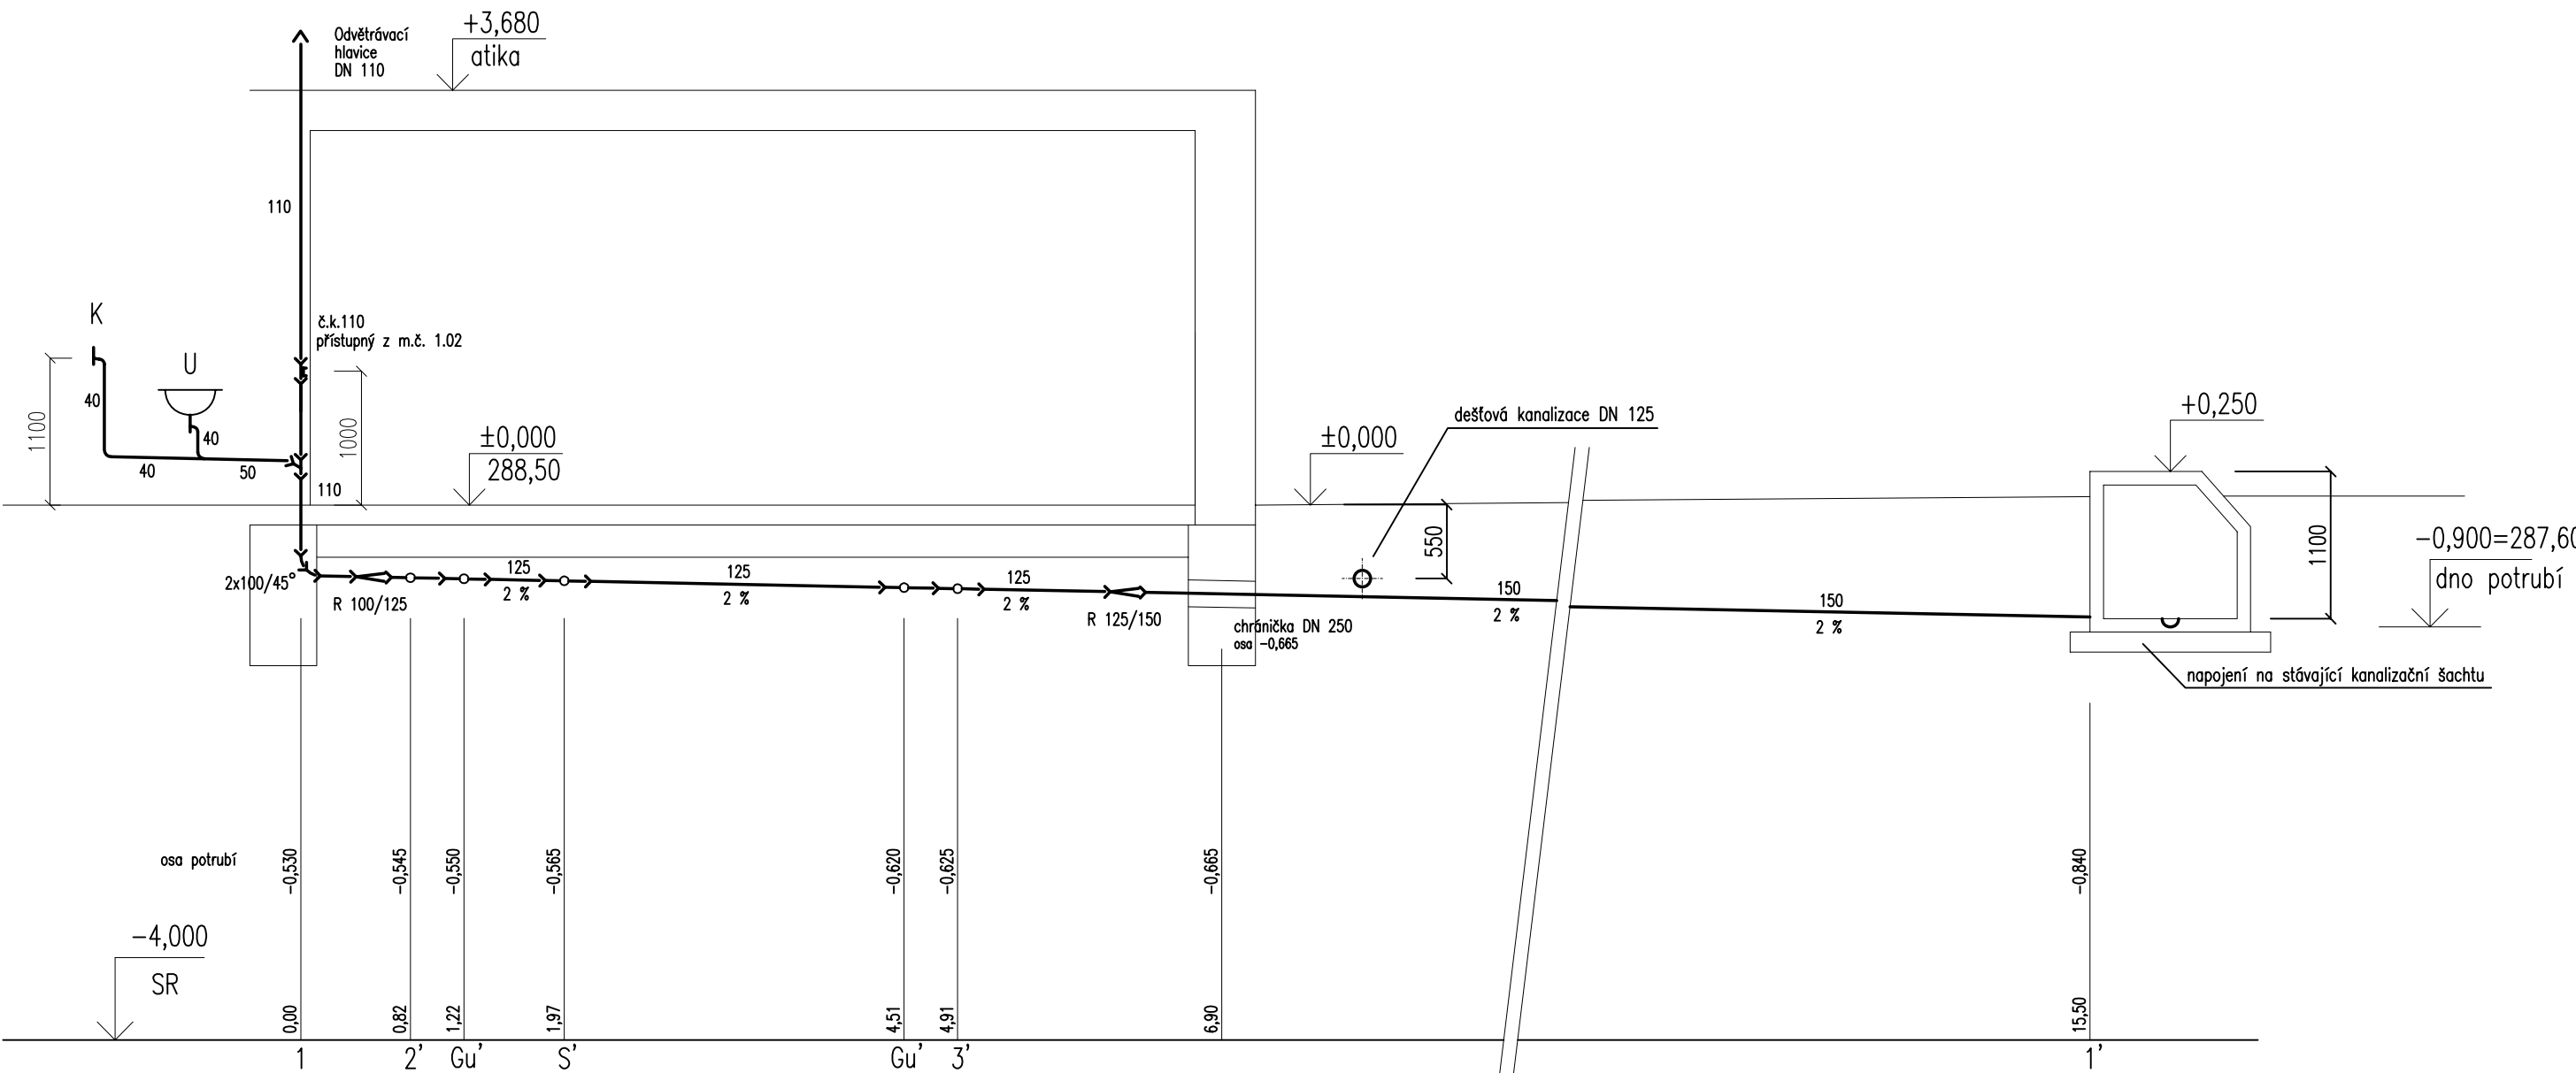 Odvětrávací
hlavice
DN 110
+3,680
atika
110
č.k.110
přístupný z m.č. 1.02
K
U
40
40
1100
1000
40
50
110
±0,000
288,50
±0,000
dešťová kanalizace DN 125
550
+0,250
1100
-0,900=287,60
dno potrubí
2x100/45°
R 100/125
125
2 %
125
2 %
125
2 %
R 125/150
chránička DN 250
osa -0,665
150
2 %
150
2 %
napojení na stávající kanalizační šachtu
osa potrubí
-0,530
-0,545
-0,550
-0,565
-0,620
-0,625
-0,665
-0,840
-4,000
SR
0,00
0,82
1,22
1,97
4,51
4,91
6,90
15,50
1
2'
Gu'
S'
Gu'
3'
1'